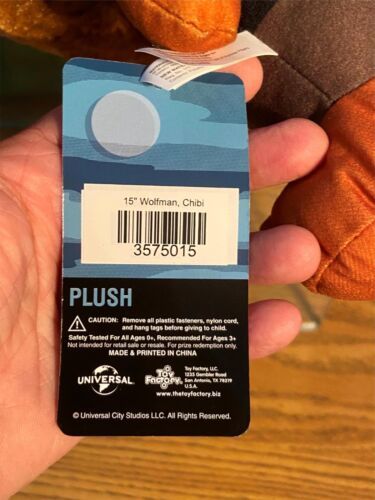 15" Wolfman, Chibi
3575015
PLUSH
CAUTION: Remove all plastic fasteners, nylon cord,
and hang tags before giving to child.
Safety Tested For All Ages 0+, Recommended For Ages 3+
Not intended for retail sale or resale. For prize redemption only.
MADE & PRINTED IN CHINA
UNIVERSAL
Toy
Factory
Toy Factory, LLC.
1235 Gembler Road
San Antonio, TX 78219
U.S.A.
www.thetoyfactory.biz
© Universal City Studios LLC. All Rights Reserved.